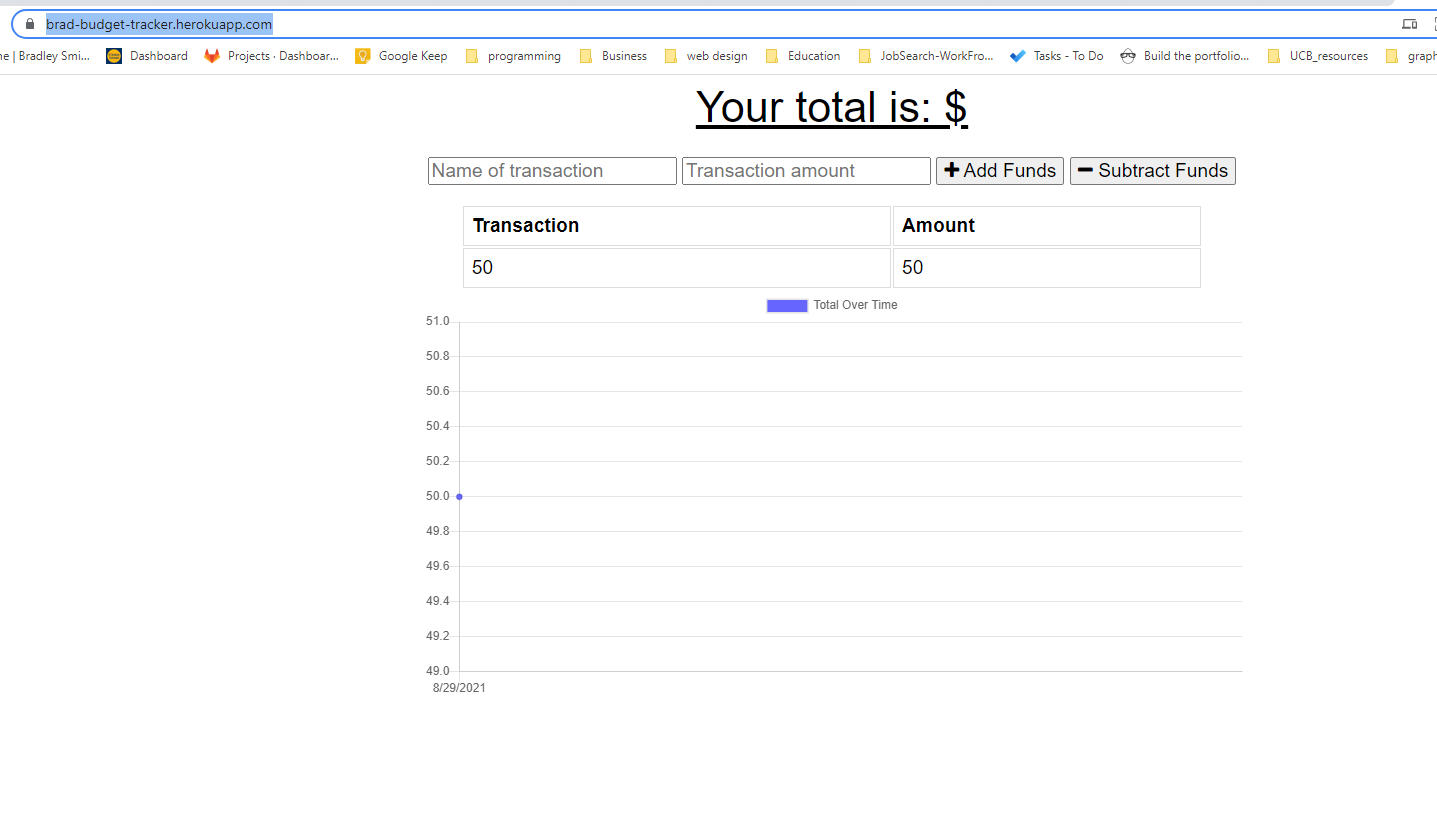 brad-budget-tracker.herokuapp.com
ne | Bradley Smi... Dashboard Projects · Dashboar... Google Keep programming Business web design Education JobSearch-WorkFro... Tasks - To Do Build the portfolio... UCB_resources graph
Your total is: $
Name of transaction Transaction amount Add Funds Subtract Funds
Transaction Amount
50 50
Total Over Time
51.0
50.8
50.6
50.4
50.2
50.0
49.8
49.6
49.4
49.2
49.0
8/29/2021